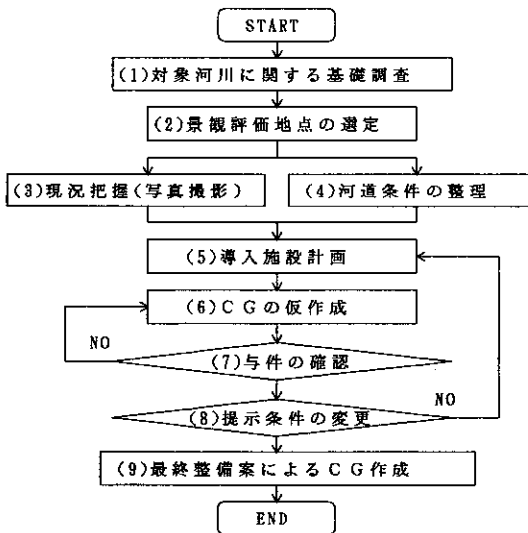 START
(1)対象河川に関する基礎調査
(2)景観評価地点の選定
(3)現況把握(写真撮影)
(4)河道条件の整理
(5)導入施設計画
(6)CGの仮作成
NO
(7)与件の確認
NO
(8)提示条件の変更
(9)最終整備案によるCG作成
END